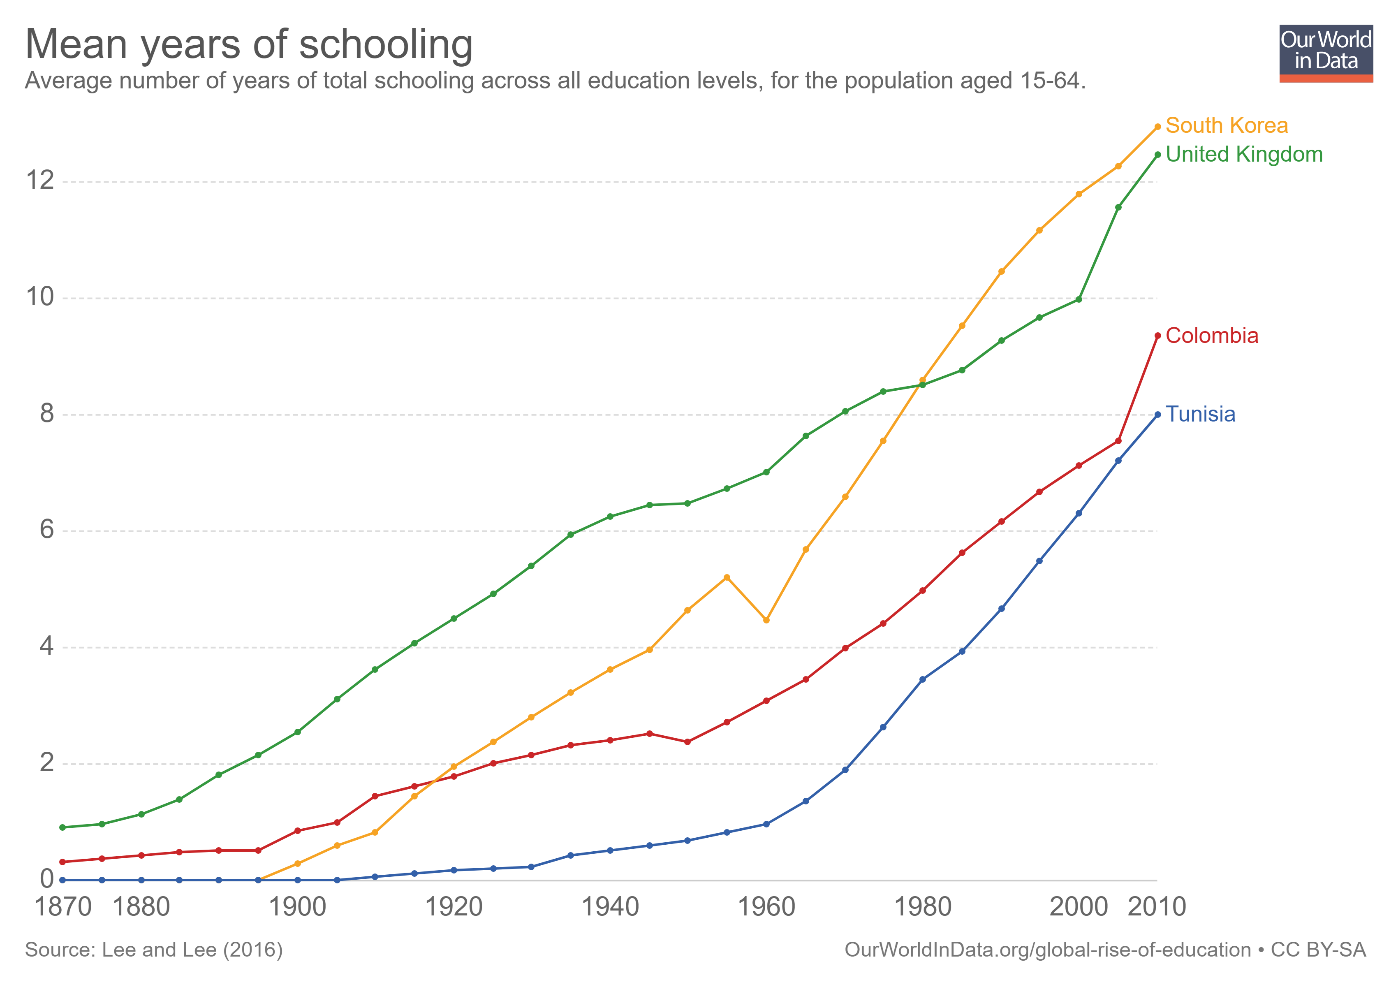 Mean years of schooling
Average number of years of total schooling across all education levels, for the population aged 15-64.
Our World
in Data
South Korea
United Kingdom
Colombia
Tunisia
12
10
8
6
4
2
0
1870 1880 1900 1920 1940 1960 1980 2000 2010
Source: Lee and Lee (2016)
OurWorldInData.org/global-rise-of-education • CC BY-SA